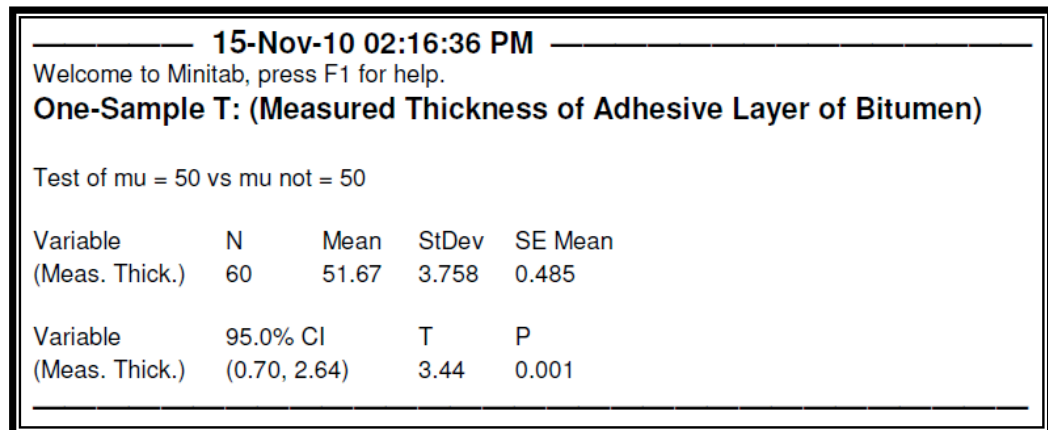 15-Nov-10 02:16:36 PM
Welcome to Minitab, press F1 for help.
One-Sample T: (Measured Thickness of Adhesive Layer of Bitumen)
Test of mu = 50 vs mu not = 50
Variable N Mean StDev SE Mean
(Meas. Thick.) 60 51.67 3.758 0.485
Variable 95.0% CI T P
(Meas. Thick.) (0.70, 2.64) 3.44 0.001